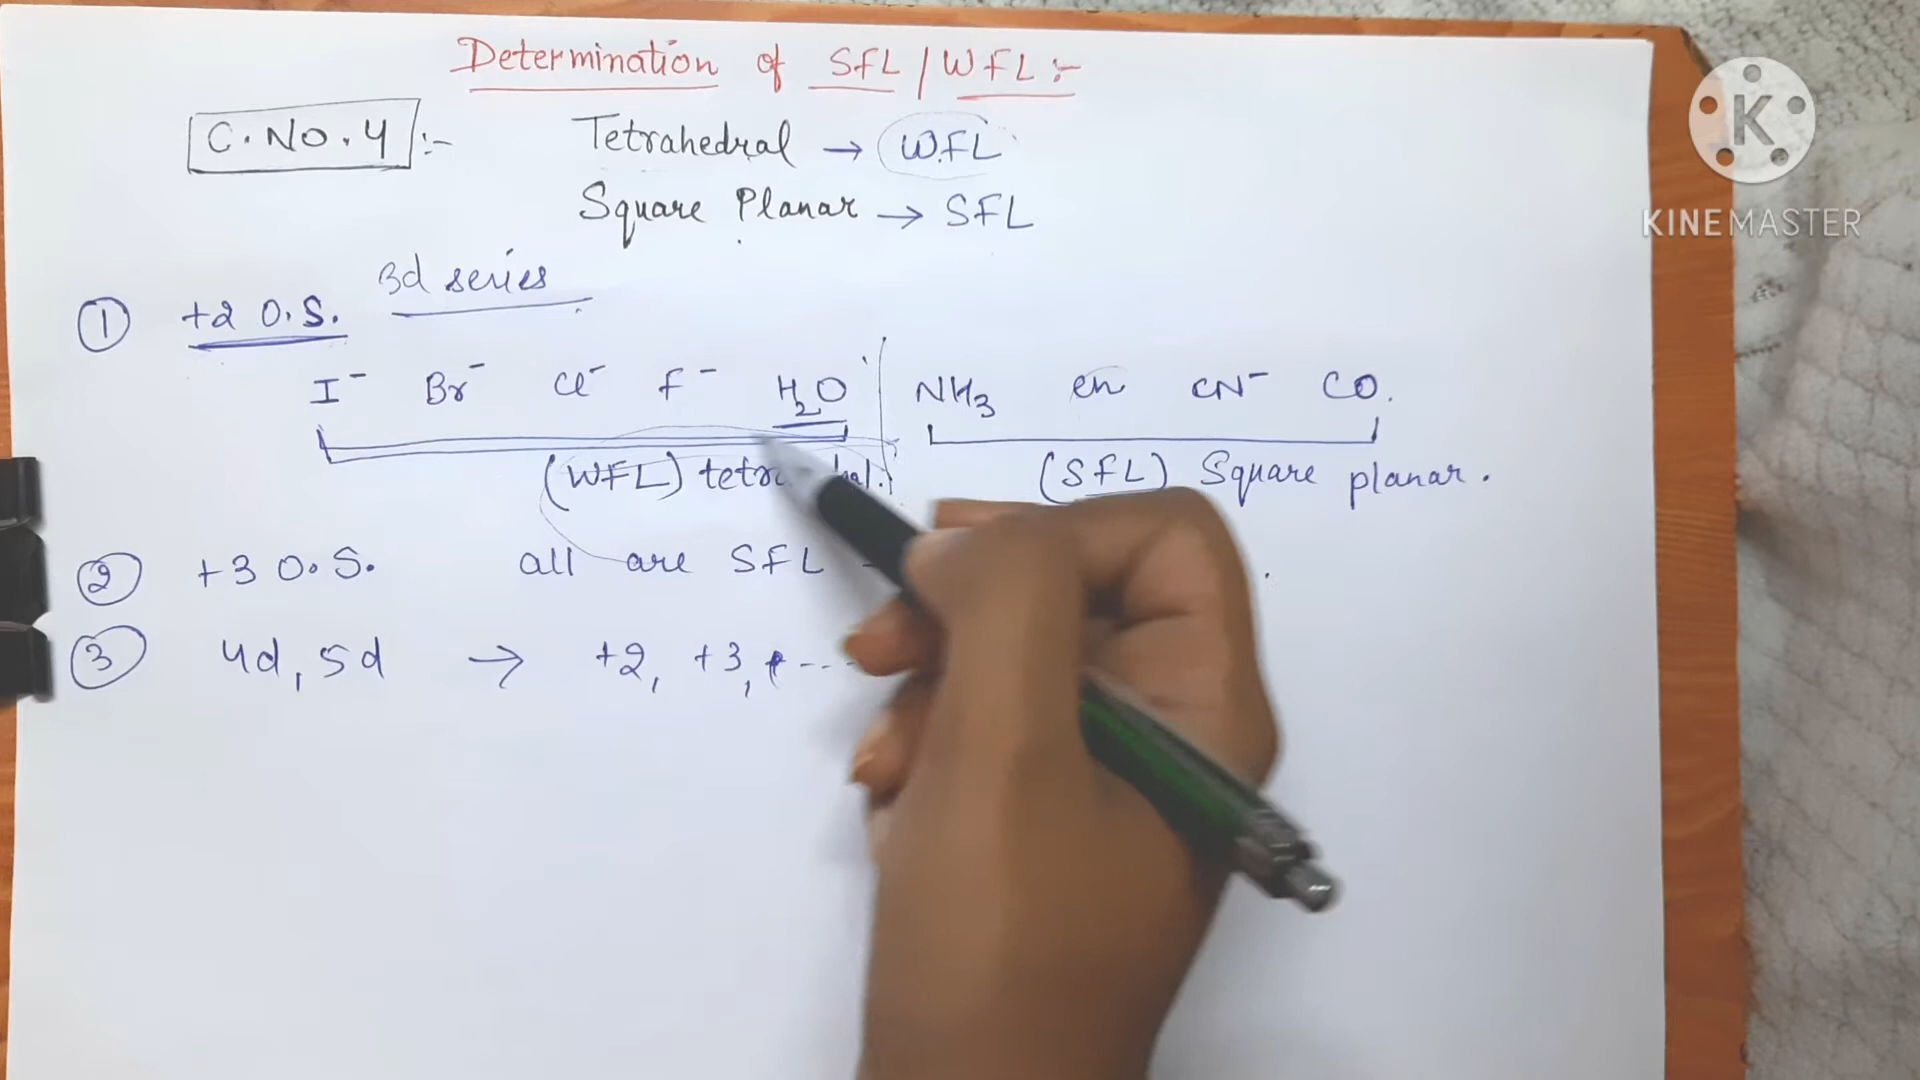 Determination of SFL / WFL :-
C.NO.4 :- Tetrahedral → WFL
Square Planar → SFL
3d series
① +2 O.S.
I⁻ Br⁻ Cl⁻ F⁻ H₂O NH₃ en CN⁻ CO.
(WFL) (SFL) Square planar.
② +3 O.S. all are SFL
③ 4d, 5d → +2, +3, + ---
K
KINEMASTER